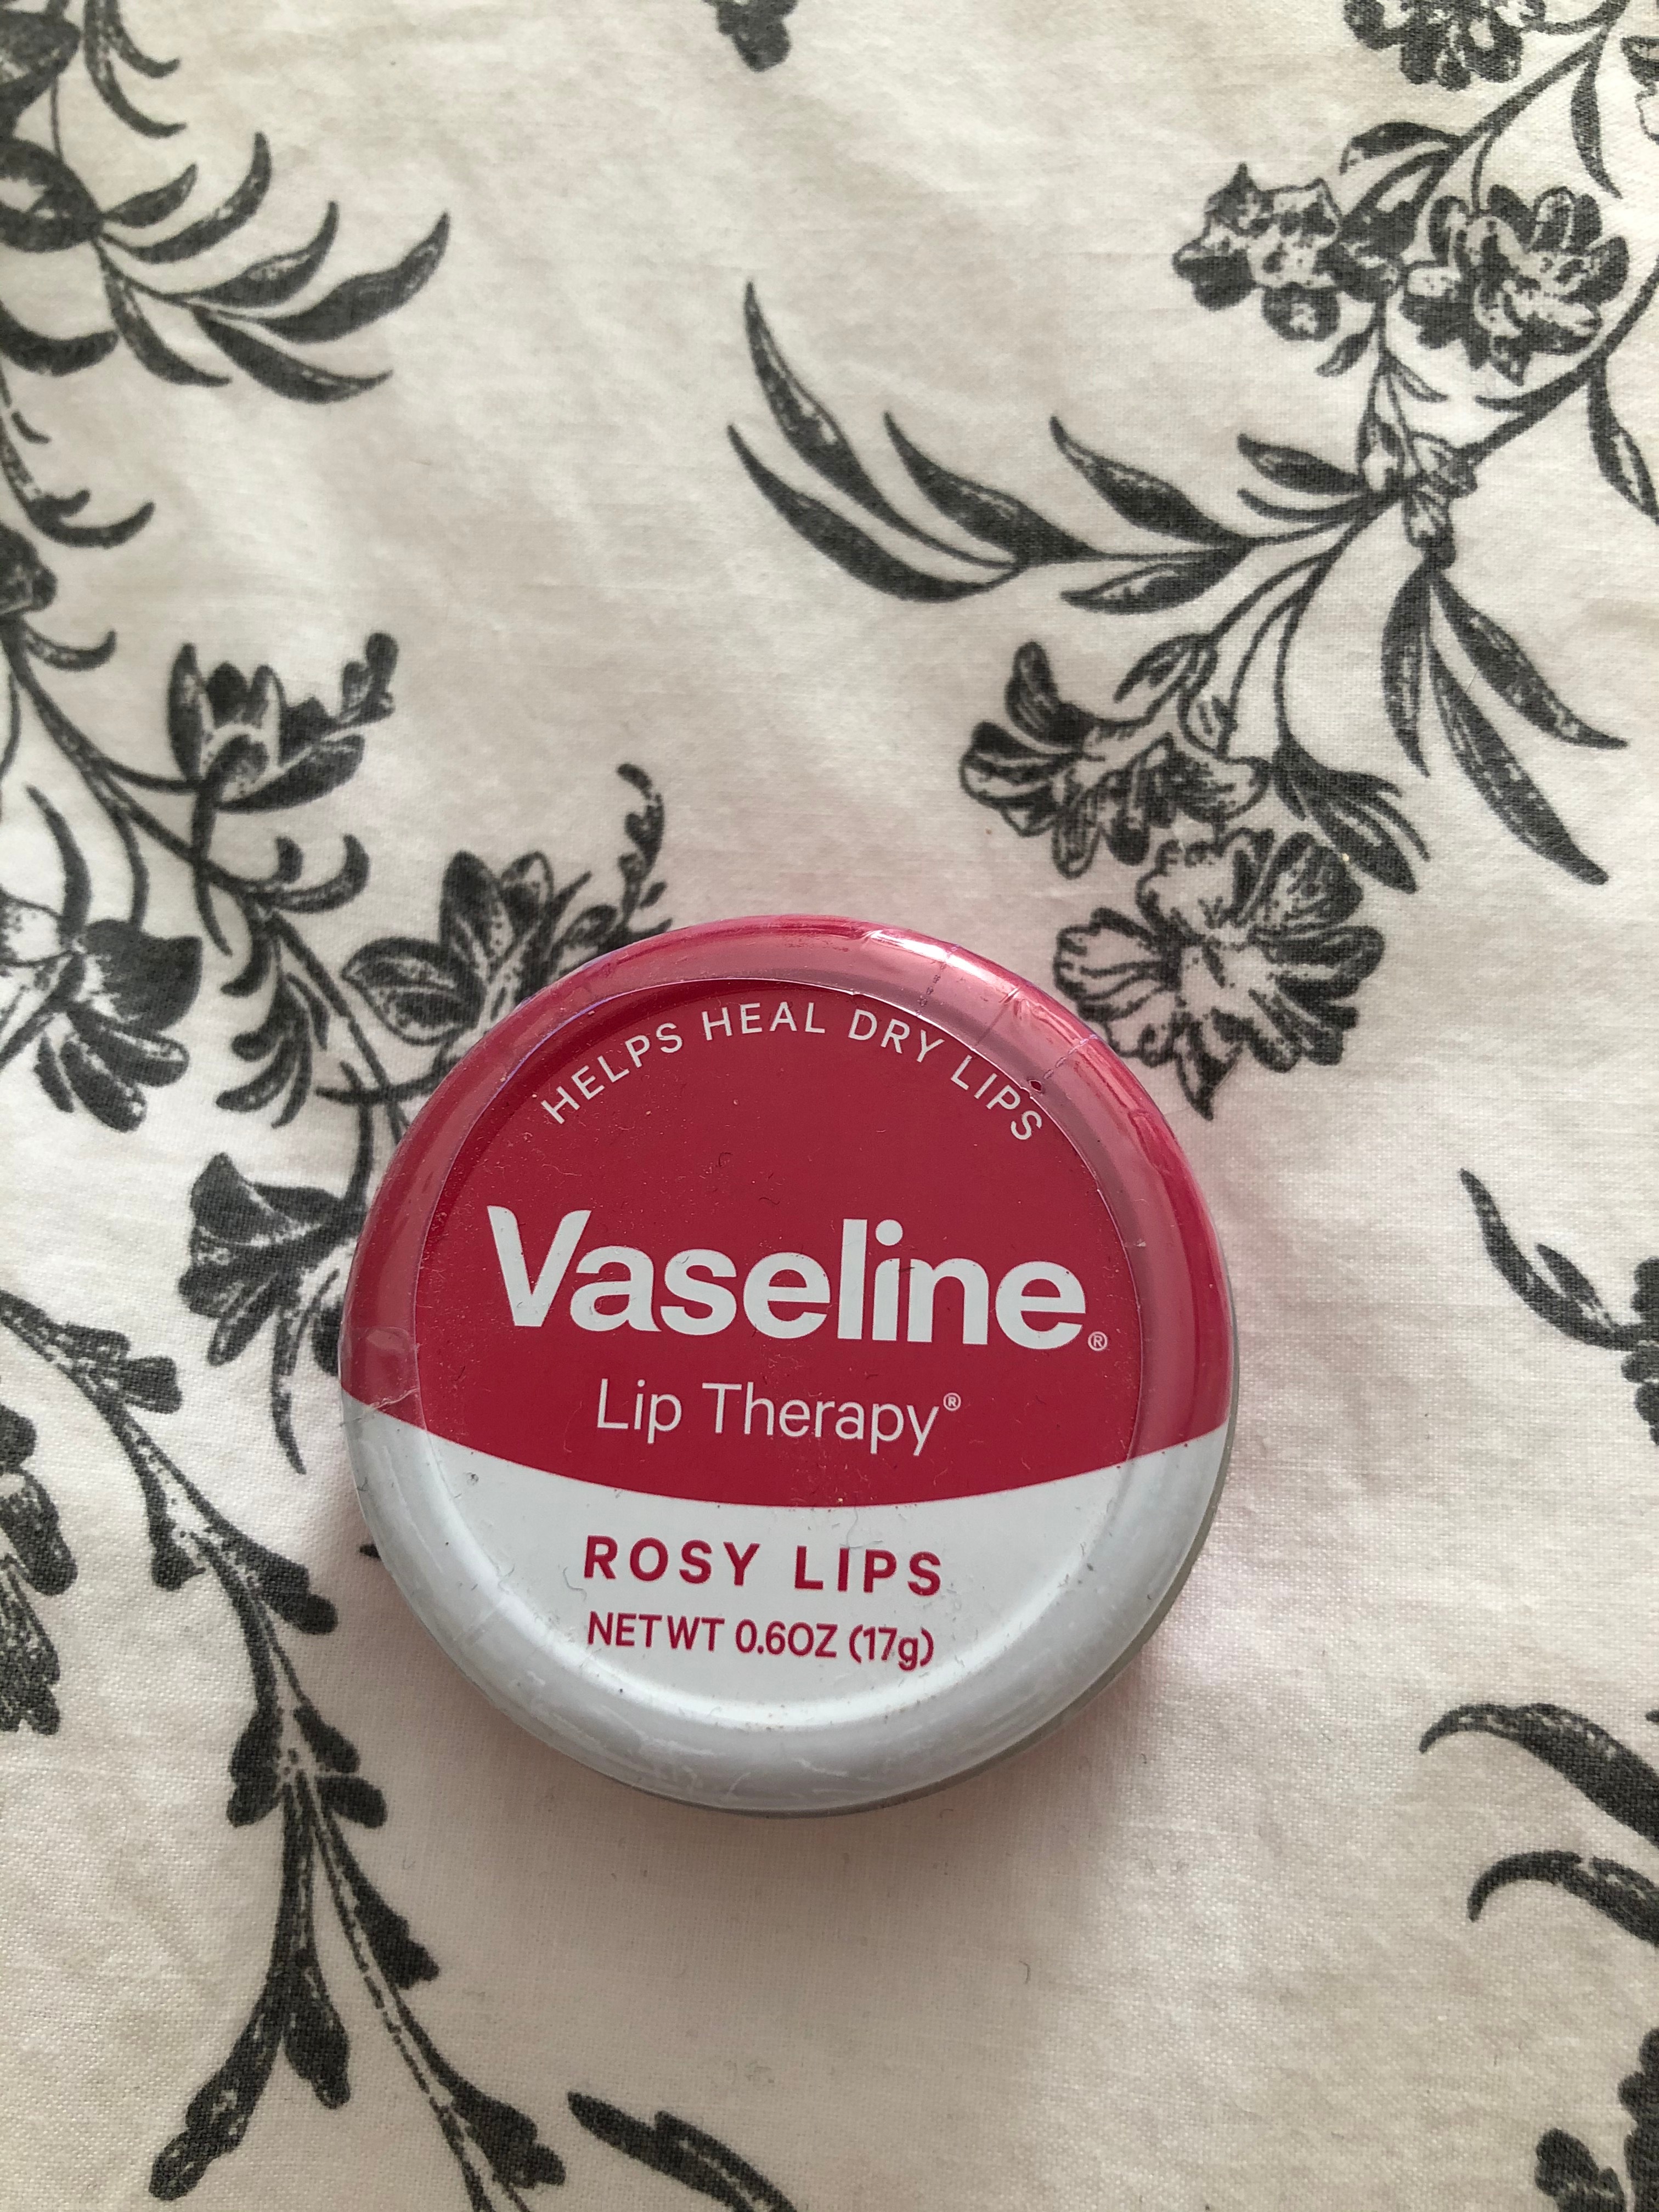 HELPS HEAL DRY LIPS
Vaseline®
Lip Therapy®
ROSY LIPS
NET WT 0.6OZ (17g)